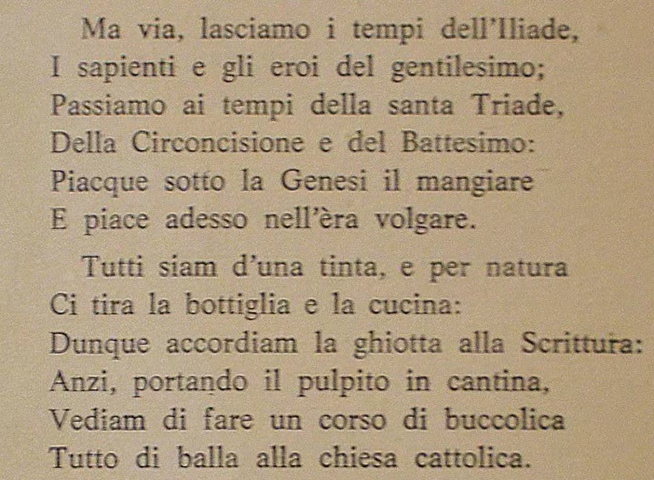 Ma via, lasciamo i tempi dell'Iliade,
I sapienti e gli eroi del gentilesimo;
Passiamo ai tempi della santa Triade,
Della Circoncisione e del Battesimo:
Piacque sotto la Genesi il mangiare
E piace adesso nell'èra volgare.
Tutti siam d'una tinta, e per natura
Ci tira la bottiglia e la cucina:
Dunque accordiam la ghiotta alla Scrittura:
Anzi, portando il pulpito in cantina,
Vediam di fare un corso di buccolica
Tutto di balla alla chiesa cattolica.